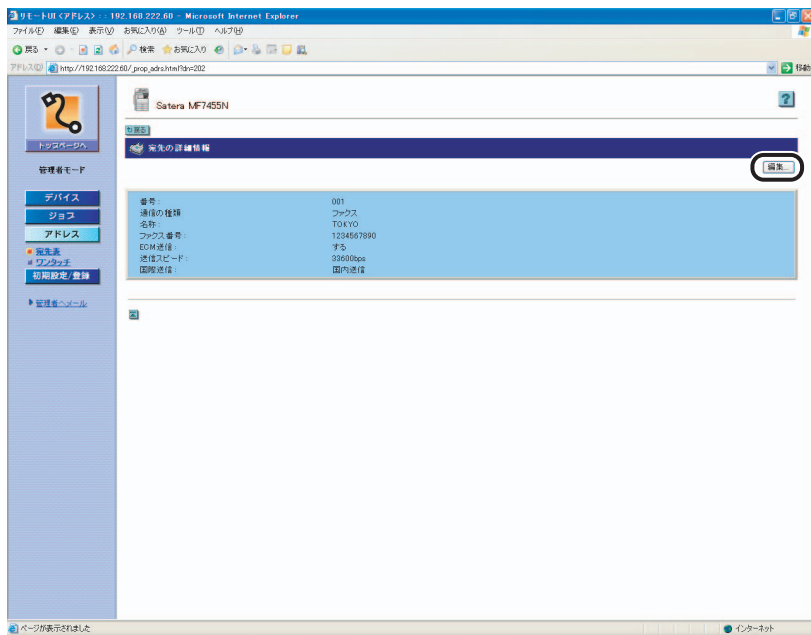 リモートUI <アドレス> : : 192.168.222.60 - Microsoft Internet Explorer
ファイル(F) 編集(E) 表示(V) お気に入り(A) ツール(T) ヘルプ(H)
戻る 検索 お気に入り
アドレス(D) http://192.168.222.60/_prop_adrs.html?drn=202 移動
Satera MF7455N
トップページへ
戻る
宛先の詳細情報
編集...
管理者モード
デバイス
ジョブ
アドレス
宛先表
ワンタッチ
初期設定/登録
管理者へメール
番号 : 001
通信の種類 ファクス
名称 : TOKYO
ファクス番号 : 1234567890
ECM送信 : する
送信スピード : 33600bps
国際送信 : 国内送信
ページが表示されました インターネット